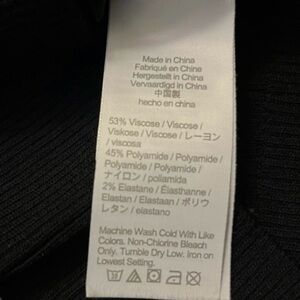 Made in China
Fabriqué en Chine
Hergestellt in China
Vervaardigd in China
中国製
hecho en china
53% Viscose / Viscose /
Viskose / Viscose / レーヨン
/ viscosa
45% Polyamide / Polyamide /
Polyamid / Polyamide /
ナイロン / poliamida
2% Elastane / Élasthanne /
Elastan / Elastaan / ポリウ
レタン / elastano
Machine Wash Cold With Like
Colors. Non-Chlorine Bleach
Only. Tumble Dry Low. Iron on
Lowest Setting.